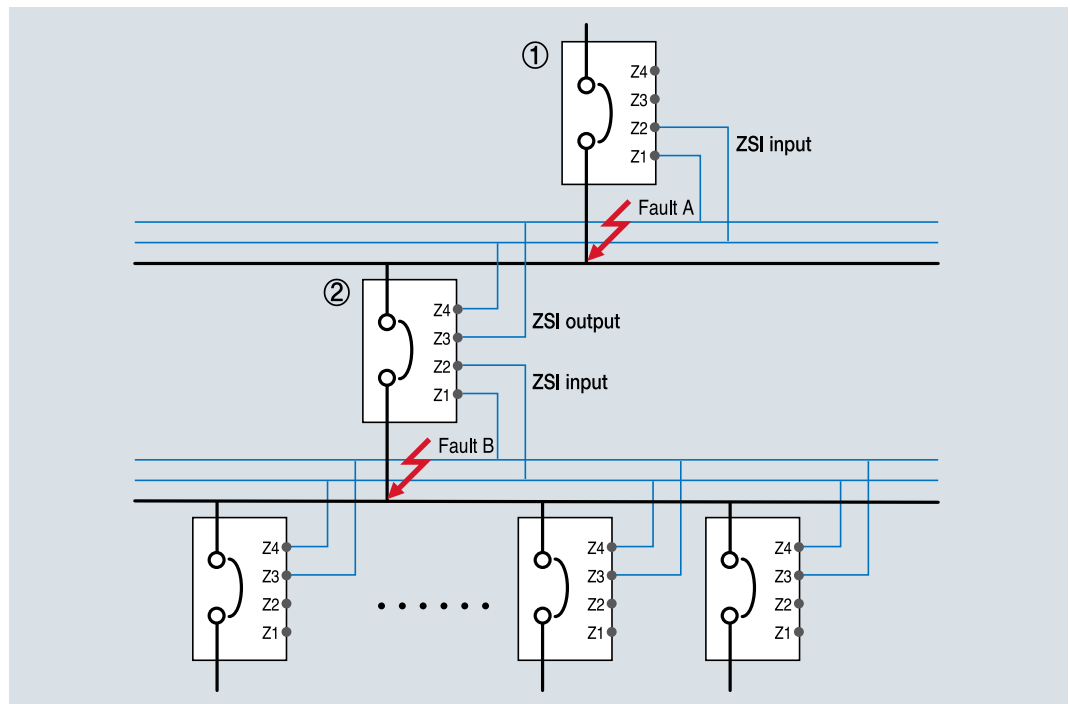 ①
Z4
Z3
Z2
Z1
ZSI input
Fault A
②
Z4
Z3
Z2
Z1
ZSI output
ZSI input
Fault B
Z4
Z3
Z2
Z1
Z4
Z3
Z2
Z1
Z4
Z3
Z2
Z1